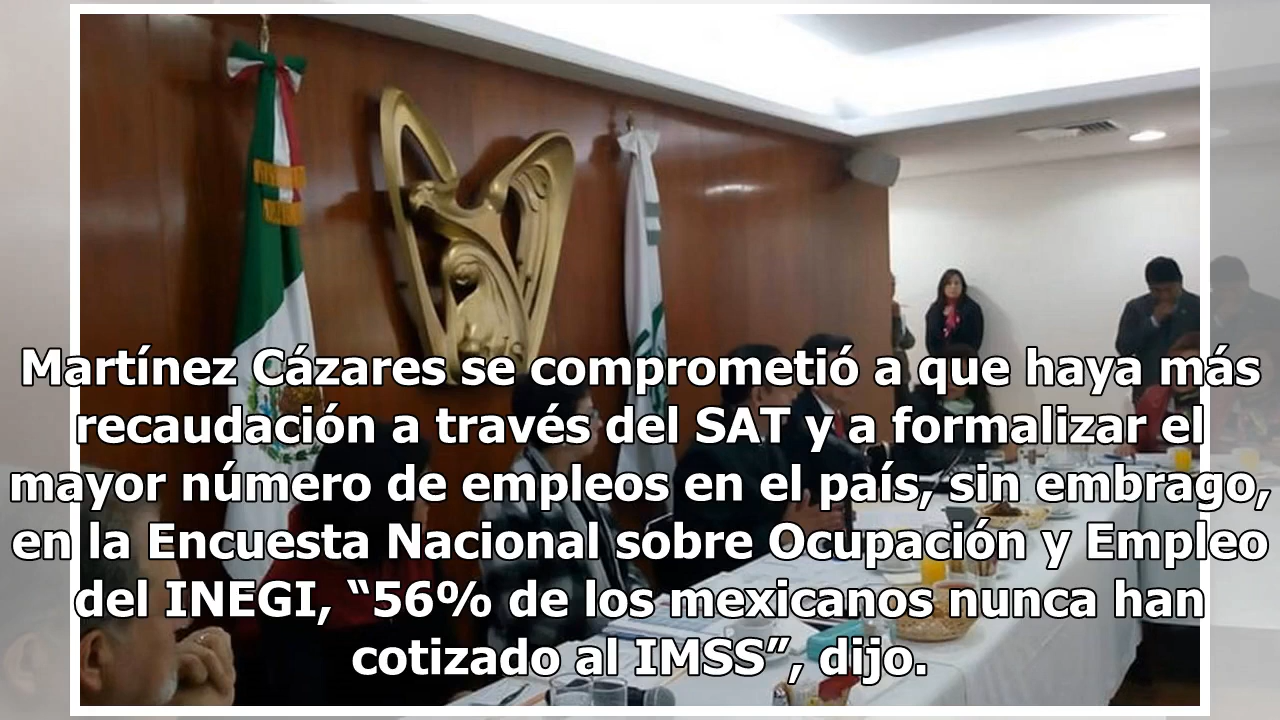 Martínez Cázares se comprometió a que haya más
recaudación a través del SAT y a formalizar el
mayor número de empleos en el país, sin embrago,
en la Encuesta Nacional sobre Ocupación y Empleo
del INEGI, “56% de los mexicanos nunca han
cotizado al IMSS”, dijo.